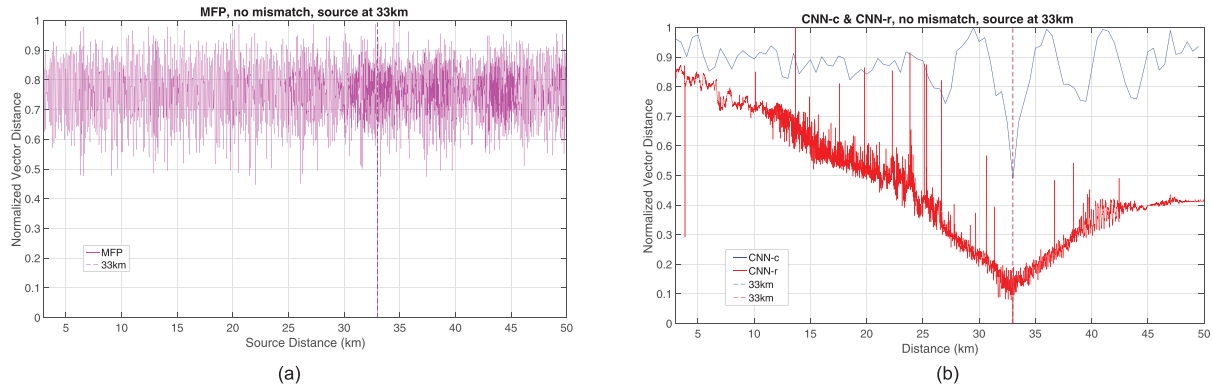 MFP, no mismatch, source at 33km
1
0.9
0.8
0.7
0.6
0.5
0.4
0.3
0.2
0.1
0
Normalized Vector Distance
MFP
33km
5 10 15 20 25 30 35 40 45 50
Source Distance (km)
(a)
CNN-c & CNN-r, no mismatch, source at 33km
1
0.9
0.8
0.7
0.6
0.5
0.4
0.3
0.2
0.1
0
Normalized Vector Distance
CNN-c
CNN-r
33km
33km
5 10 15 20 25 30 35 40 45 50
Distance (km)
(b)